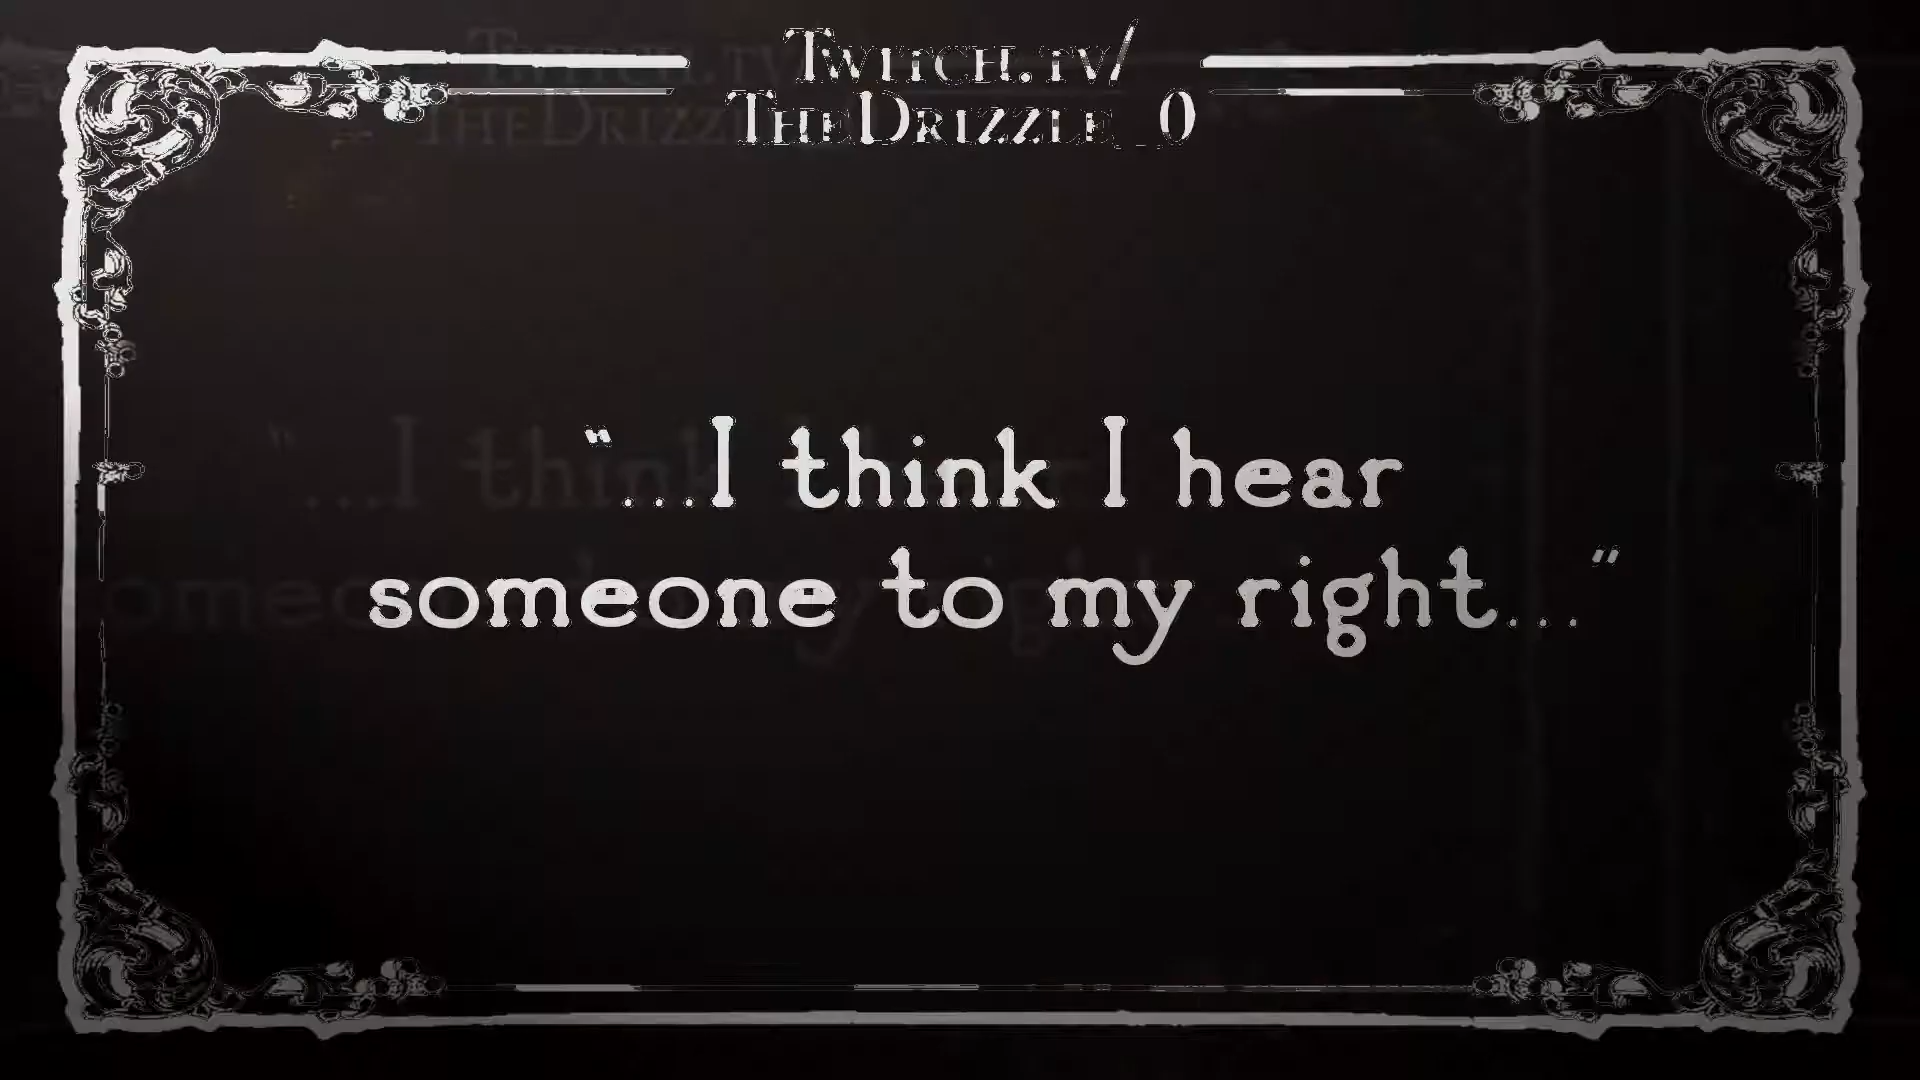 Twitch.tv/
TheDrizzle_0
"...I think I hear
someone to my right..."